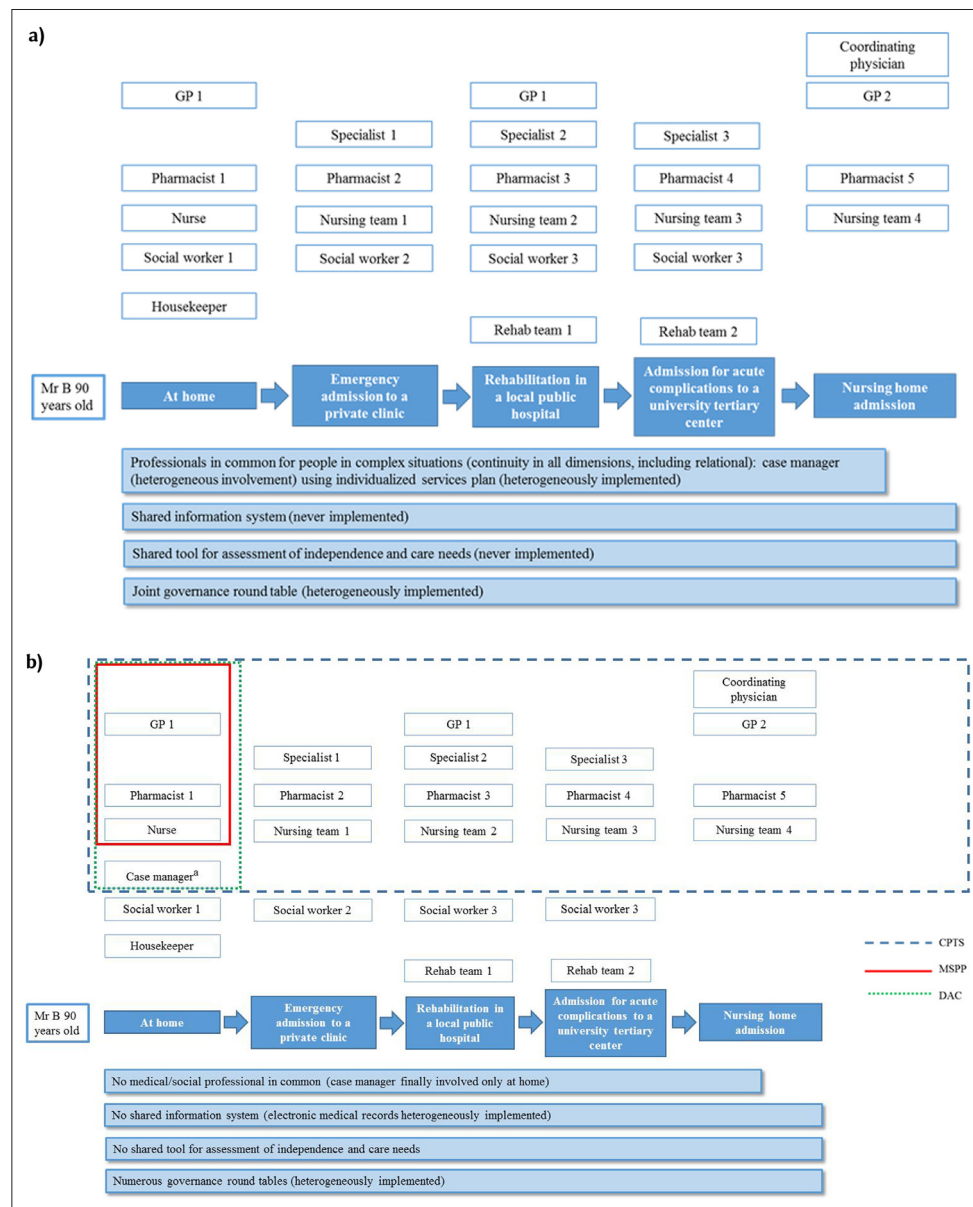 a)
Coordinating
physician
GP 1
GP 1
GP 2
Specialist 1
Specialist 2
Specialist 3
Pharmacist 1
Pharmacist 2
Pharmacist 3
Pharmacist 4
Pharmacist 5
Nurse
Nursing team 1
Nursing team 2
Nursing team 3
Nursing team 4
Social worker 1
Social worker 2
Social worker 3
Social worker 3
Housekeeper
Rehab team 1
Rehab team 2
Mr B 90
years old
At home
Emergency
admission to a
private clinic
Rehabilitation in
a local public
hospital
Admission for acute
complications to a
university tertiary
center
Nursing home
admission
Professionals in common for people in complex situations (continuity in all dimensions, including relational): case manager
(heterogeneous involvement) using individualized services plan (heterogeneously implemented)
Shared information system (never implemented)
Shared tool for assessment of independence and care needs (never implemented)
Joint governance round table (heterogeneously implemented)
b)
Coordinating
physician
GP 1
GP 1
GP 2
Specialist 1
Specialist 2
Specialist 3
Pharmacist 1
Pharmacist 2
Pharmacist 3
Pharmacist 4
Pharmacist 5
Nurse
Nursing team 1
Nursing team 2
Nursing team 3
Nursing team 4
Case managerᵃ
Social worker 1
Social worker 2
Social worker 3
Social worker 3
Housekeeper
Rehab team 1
Rehab team 2
CPTS
MSPP
DAC
Mr B 90
years old
At home
Emergency
admission to a
private clinic
Rehabilitation in
a local public
hospital
Admission for acute
complications to a
university tertiary
center
Nursing home
admission
No medical/social professional in common (case manager finally involved only at home)
No shared information system (electronic medical records heterogeneously implemented)
No shared tool for assessment of independence and care needs
Numerous governance round tables (heterogeneously implemented)